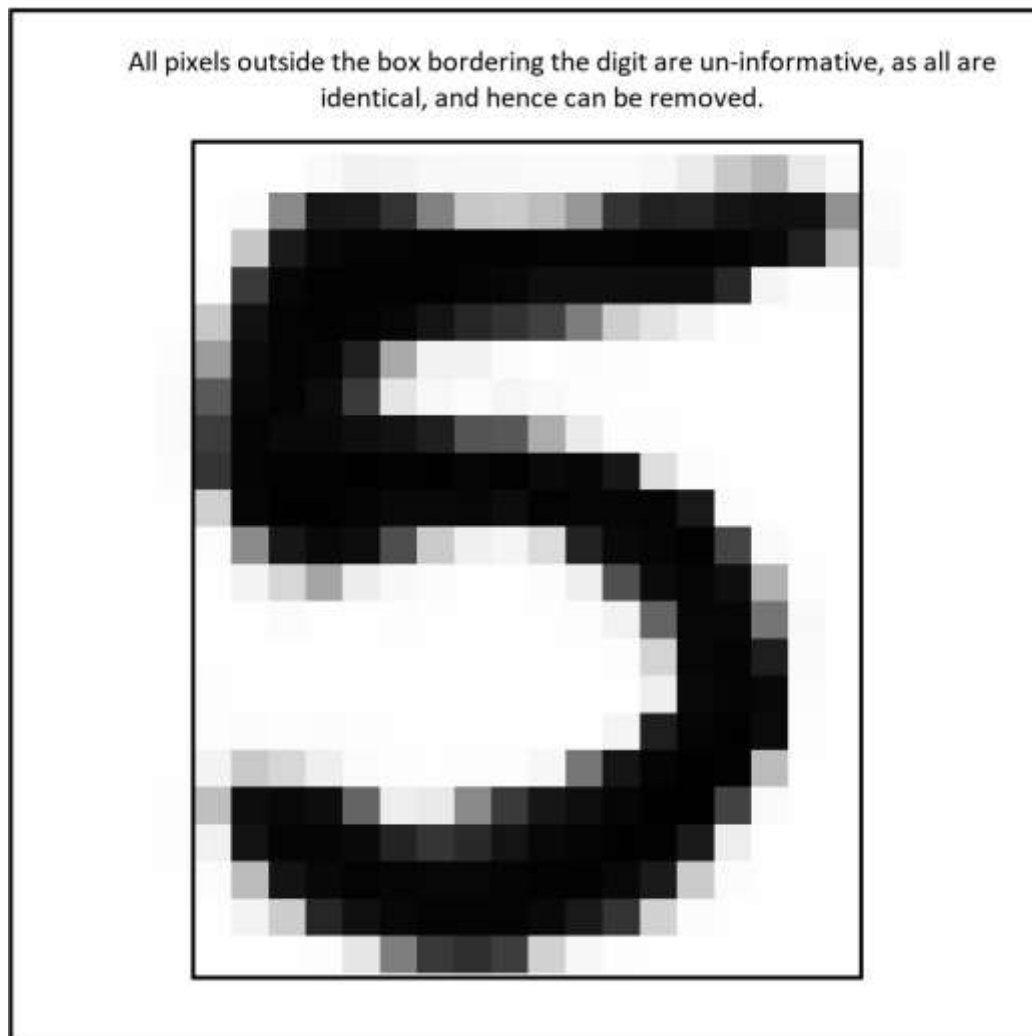 All pixels outside the box bordering the digit are un-informative, as all are
identical, and hence can be removed.
5